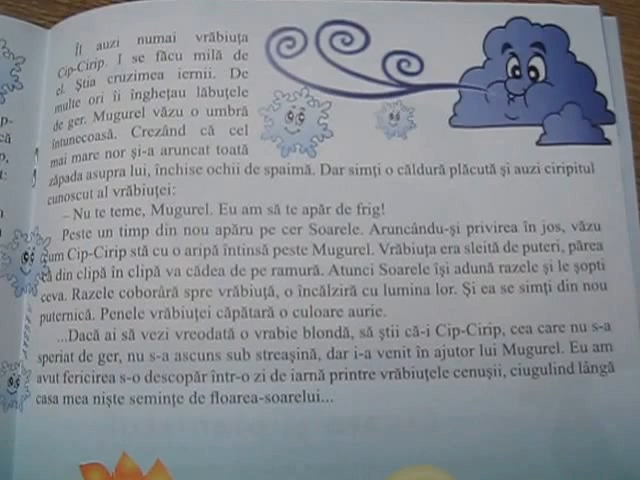 Îl auzi numai vrăbiuța
Cip-Cirip. I se făcu milă de
el. Știa cruzimea iernii. De
multe ori îi înghețau lăbuțele
de ger. Mugurel văzu o umbră
întunecoasă. Crezând că cel
mai mare nor și-a aruncat toată
zăpada asupra lui, închise ochii de spaimă. Dar simți o căldură plăcută și auzi ciripitul
cunoscut al vrăbiuței:
– Nu te teme, Mugurel. Eu am să te apăr de frig!
Peste un timp din nou apăru pe cer Soarele. Aruncându-și privirea în jos, văzu
cum Cip-Cirip stă cu o aripă întinsă peste Mugurel. Vrăbiuța era sleită de puteri, părea
că din clipă în clipă va cădea de pe ramură. Atunci Soarele își adună razele și le șopti
ceva. Razele coborâră spre vrăbiuță, o încălziră cu lumina lor. Și ea se simți din nou
puternică. Penele vrăbiuței căpătară o culoare aurie.
...Dacă ai să vezi vreodată o vrabie blondă, să știi că-i Cip-Cirip, cea care nu s-a
speriat de ger, nu s-a ascuns sub streașină, dar i-a venit în ajutor lui Mugurel. Eu am
avut fericirea s-o descopăr într-o zi de iarnă printre vrăbiuțele cenușii, ciugulind lângă
casa mea niște semințe de floarea-soarelui...